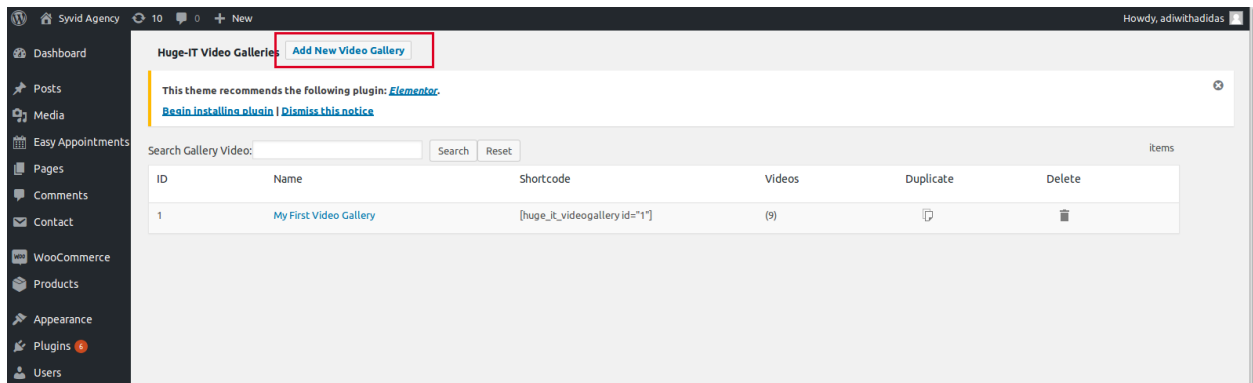 Syvid Agency 10 0 + New Howdy, adiwithadidas
Dashboard
Posts
Media
Easy Appointments
Pages
Comments
Contact
WooCommerce
Products
Appearance
Plugins 6
Users
Huge-IT Video Galleries Add New Video Gallery
This theme recommends the following plugin: Elementor.
Begin installing plugin | Dismiss this notice
Search Gallery Video: Search Reset items
ID Name Shortcode Videos Duplicate Delete
1 My First Video Gallery [huge_it_videogallery id="1"] (9)